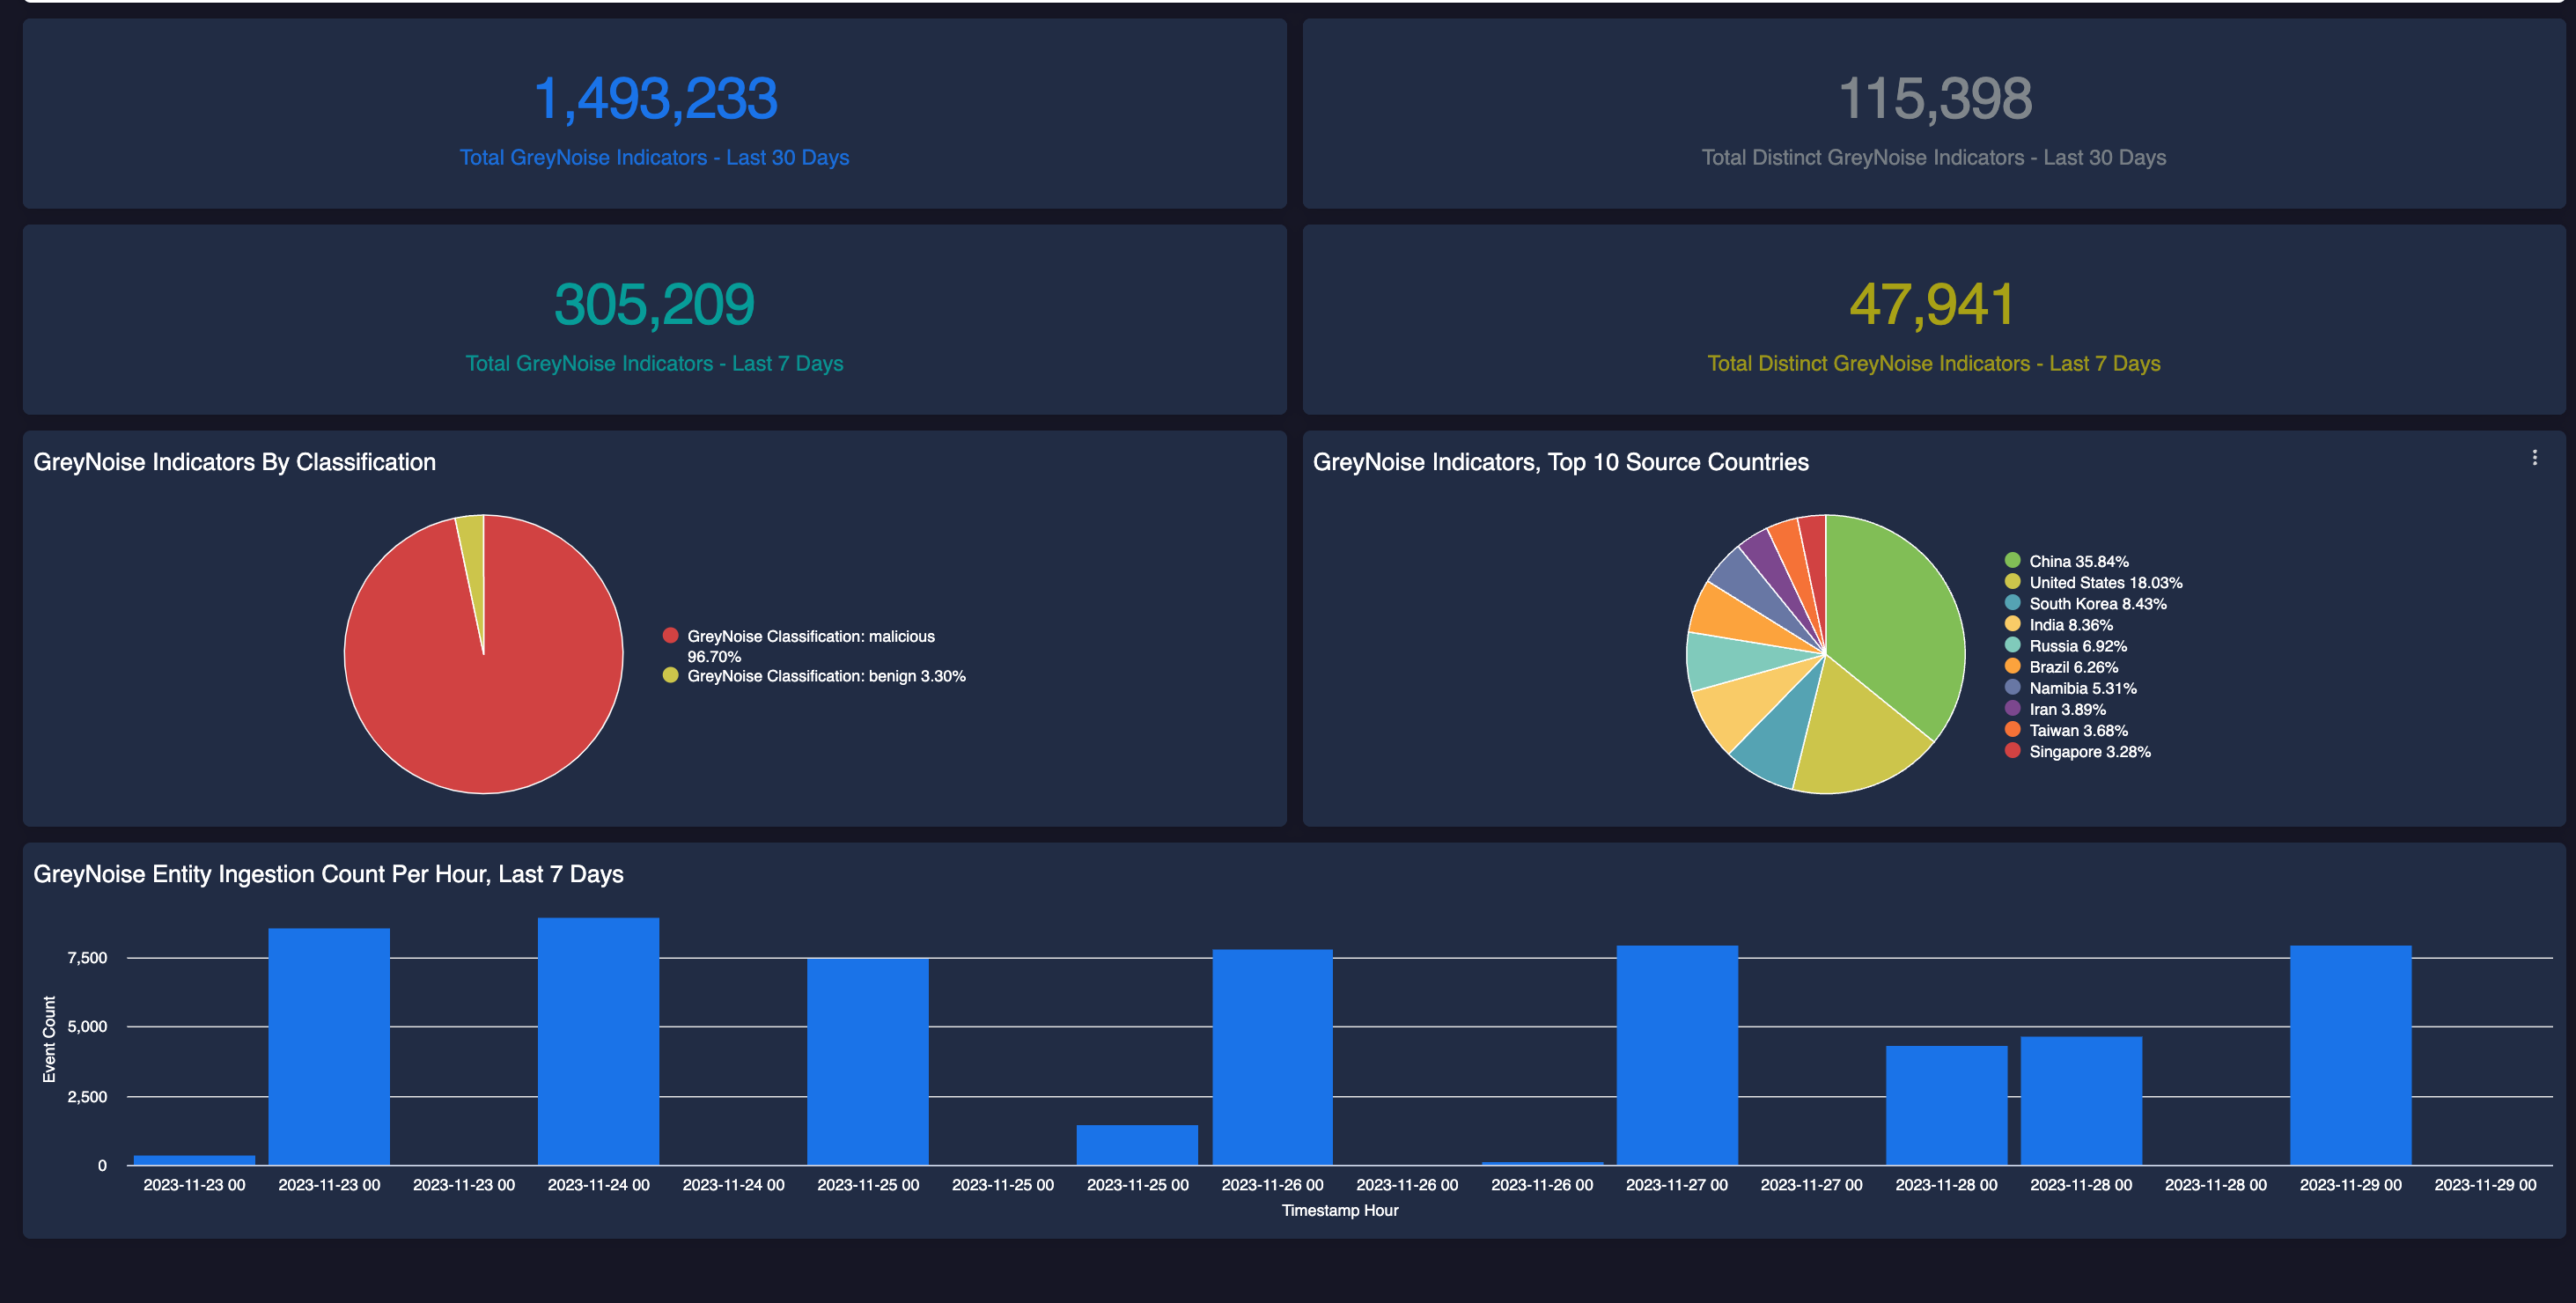 1,493,233
Total GreyNoise Indicators - Last 30 Days
115,398
Total Distinct GreyNoise Indicators - Last 30 Days
305,209
Total GreyNoise Indicators - Last 7 Days
47,941
Total Distinct GreyNoise Indicators - Last 7 Days
GreyNoise Indicators By Classification
GreyNoise Classification: malicious
96.70%
GreyNoise Classification: benign 3.30%
GreyNoise Indicators, Top 10 Source Countries
China 35.84%
United States 18.03%
South Korea 8.43%
India 8.36%
Russia 6.92%
Brazil 6.26%
Namibia 5.31%
Iran 3.89%
Taiwan 3.68%
Singapore 3.28%
GreyNoise Entity Ingestion Count Per Hour, Last 7 Days
Event Count
7,500
5,000
2,500
0
2023-11-23 00 2023-11-23 00 2023-11-23 00 2023-11-24 00 2023-11-24 00 2023-11-25 00 2023-11-25 00 2023-11-25 00 2023-11-26 00 2023-11-26 00 2023-11-26 00 2023-11-27 00 2023-11-27 00 2023-11-28 00 2023-11-28 00 2023-11-28 00 2023-11-29 00 2023-11-29 00
Timestamp Hour